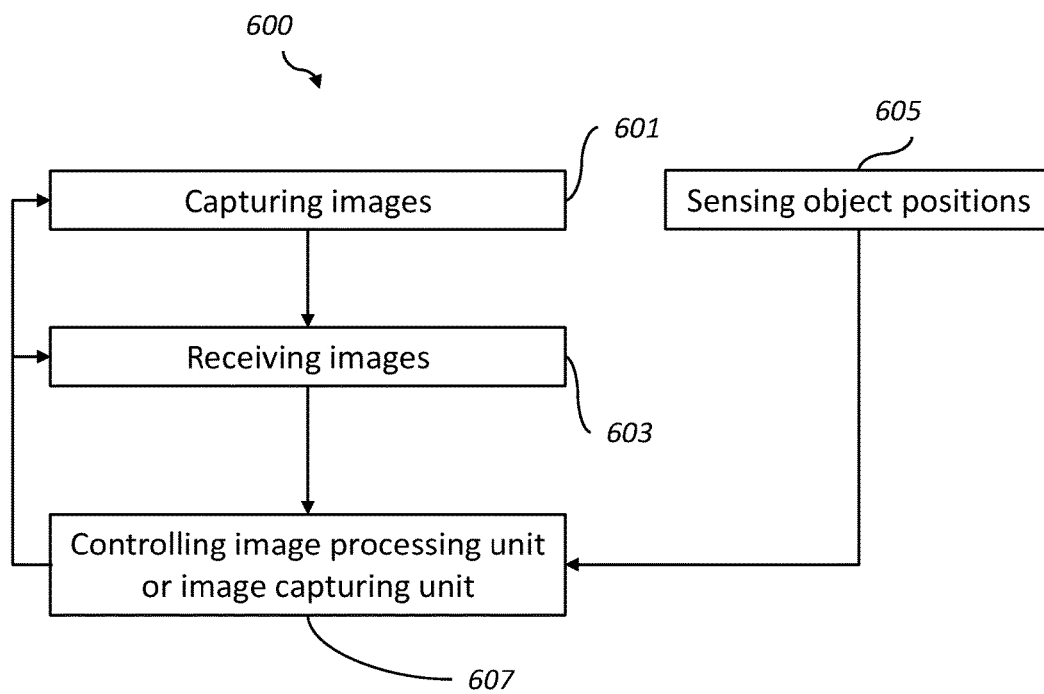 600
601
605
Capturing images
Sensing object positions
Receiving images
603
Controlling image processing unit
or image capturing unit
607